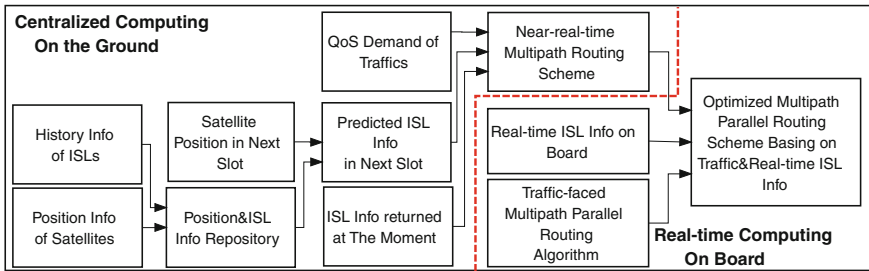 Centralized Computing
On the Ground
QoS Demand of
Traffics
Near-real-time
Multipath Routing
Scheme
History Info
of ISLs
Satellite
Position in Next
Slot
Predicted ISL
Info
in Next Slot
Real-time ISL Info on
Board
Optimized Multipath
Parallel Routing
Scheme Basing on
Traffic&Real-time ISL
Info
Position Info
of Satellites
Position&ISL
Info Repository
ISL Info returned
at The Moment
Traffic-faced
Multipath Parallel
Routing
Algorithm
Real-time Computing
On Board